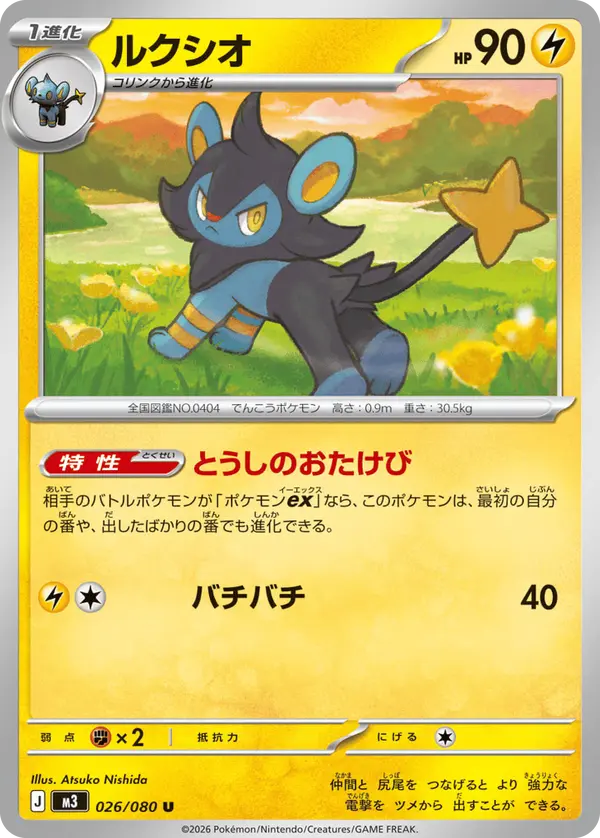 1進化
ルクシオ
HP 90
コリンクから進化
全国図鑑NO.0404 でんこうポケモン 高さ:0.9m 重さ:30.5kg
特性 とくせい とうしのおたけび
相手のバトルポケモンが「ポケモンex」なら、このポケモンは、最初の自分
の番や、出したばかりの番でも進化できる。
バチバチ 40
弱点 ×2 抵抗力 にげる
Illus. Atsuko Nishida
J M3 026/080 U
仲間と 尻尾を つなげると より 強力な
電撃を ツメから 出すことが できる。
©2026 Pokémon/Nintendo/Creatures/GAME FREAK.